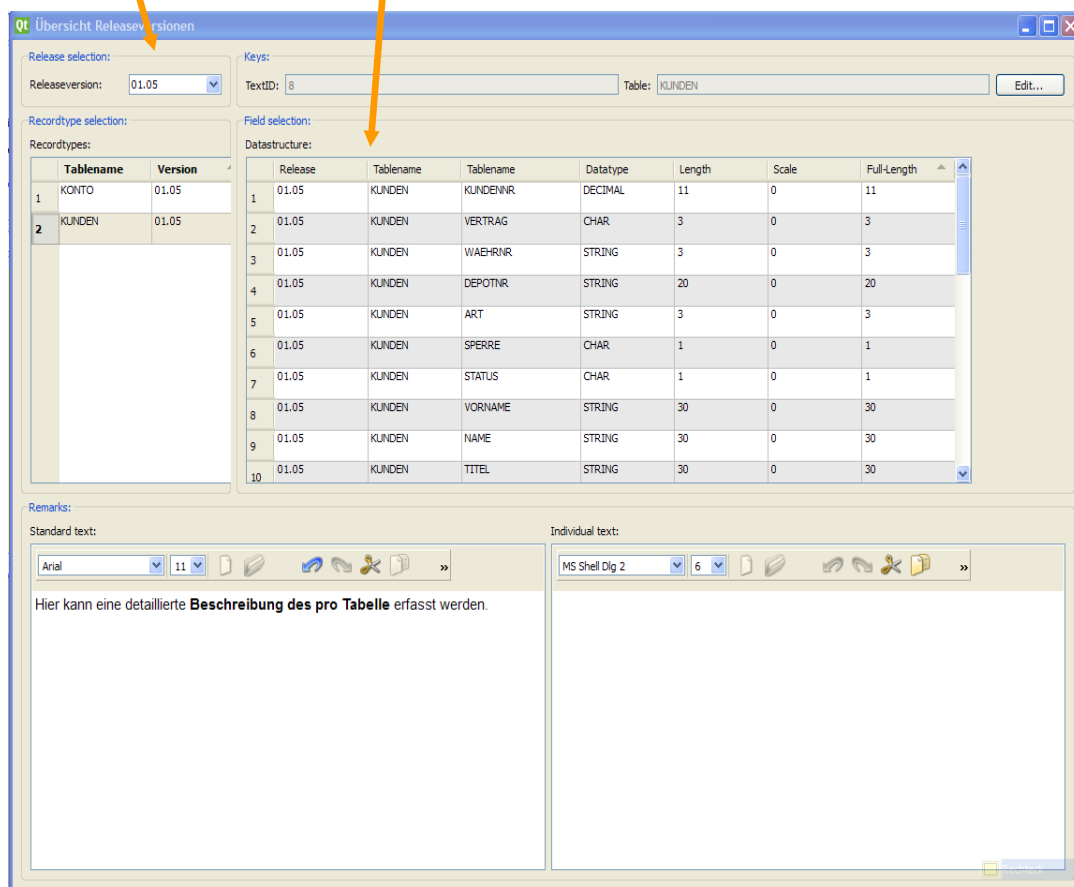 Qt Übersicht Releaseversionen
Release selection:
Releaseversion: 01.05
Keys:
TextID: 8 Table: KUNDEN Edit...
Recordtype selection:
Recordtypes:
Tablename Version
1 KONTO 01.05
2 KUNDEN 01.05
Field selection:
Datastructure:
Release Tablename Tablename Datatype Length Scale Full-Length
1 01.05 KUNDEN KUNDENNR DECIMAL 11 0 11
2 01.05 KUNDEN VERTRAG CHAR 3 0 3
3 01.05 KUNDEN WAEHRNR STRING 3 0 3
4 01.05 KUNDEN DEPOTNR STRING 20 0 20
5 01.05 KUNDEN ART STRING 3 0 3
6 01.05 KUNDEN SPERRE CHAR 1 0 1
7 01.05 KUNDEN STATUS CHAR 1 0 1
8 01.05 KUNDEN VORNAME STRING 30 0 30
9 01.05 KUNDEN NAME STRING 30 0 30
10 01.05 KUNDEN TITEL STRING 30 0 30
Remarks:
Standard text:
Arial 11 »
Hier kann eine detaillierte Beschreibung des pro Tabelle erfasst werden.
Individual text:
MS Shell Dlg 2 6 »
Rechteck